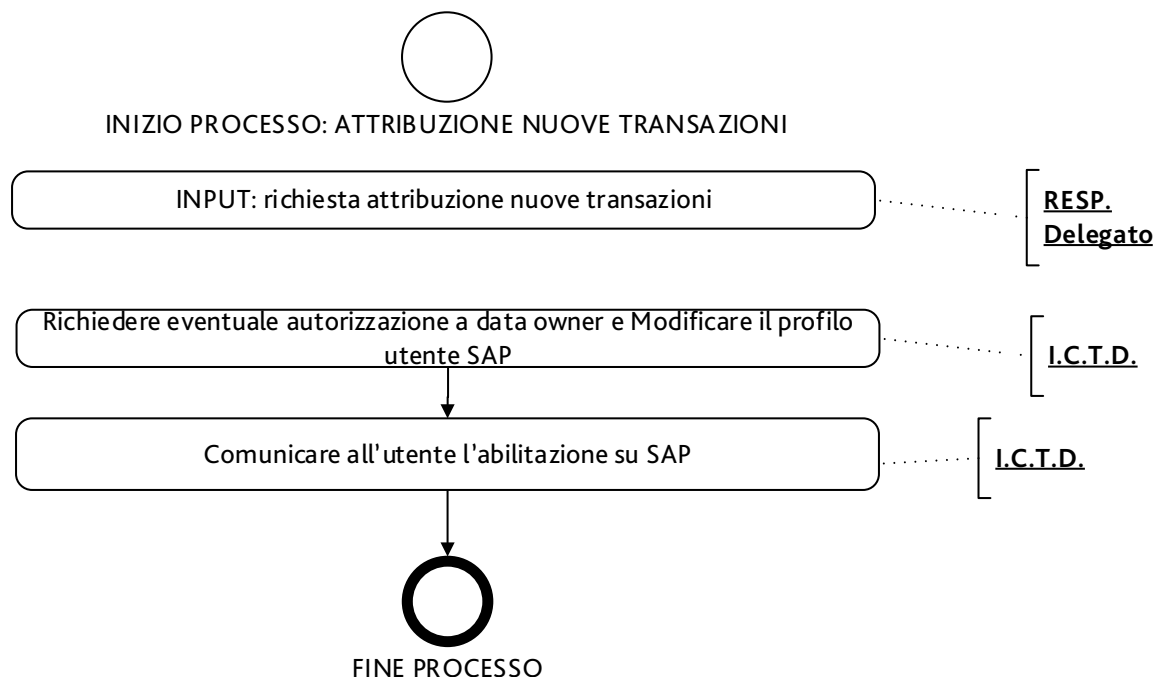 INIZIO PROCESSO: ATTRIBUZIONE NUOVE TRANSAZIONI
INPUT: richiesta attribuzione nuove transazioni
RESP.
Delegato
Richiedere eventuale autorizzazione a data owner e Modificare il profilo
utente SAP
I.C.T.D.
Comunicare all’utente l’abilitazione su SAP
I.C.T.D.
FINE PROCESSO